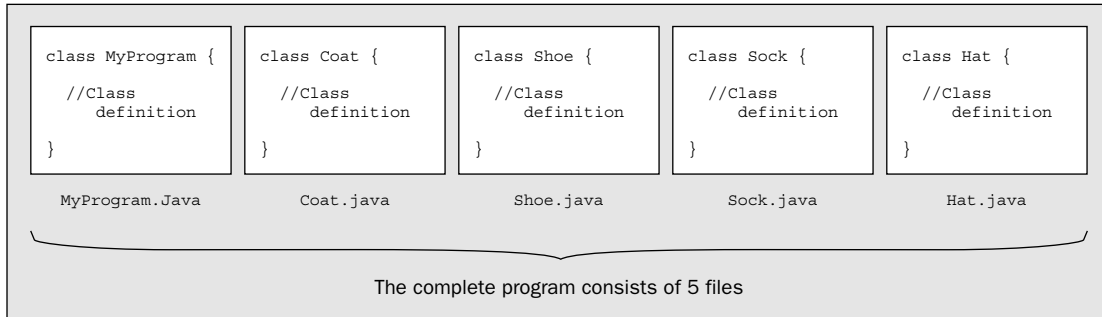 class MyProgram {
//Class
definition
}
MyProgram.Java
class Coat {
//Class
definition
}
Coat.java
class Shoe {
//Class
definition
}
Shoe.java
class Sock {
//Class
definition
}
Sock.java
class Hat {
//Class
definition
}
Hat.java
The complete program consists of 5 files